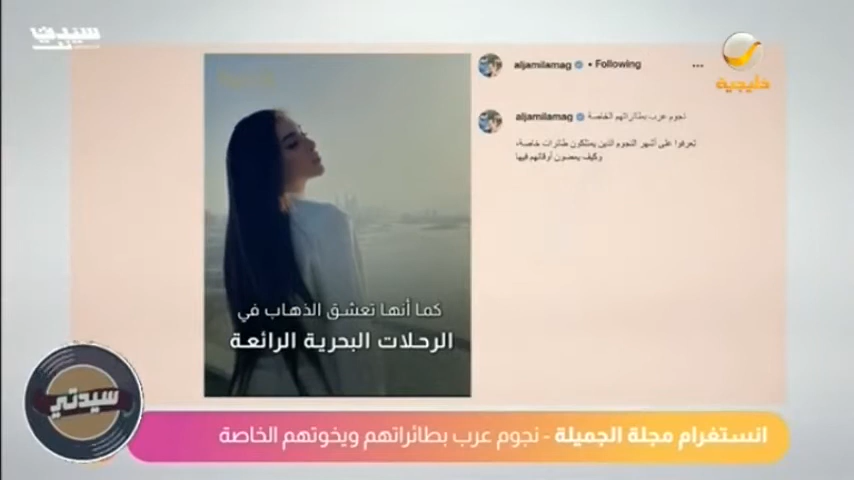 سيدتي
نت
خليجية
aljamilamag • Following
aljamilamag نجوم عرب بطائراتهم الخاصة
تعرفوا على أشهر النجوم الذين يمتلكون طائرات خاصة،
وكيف يمضون أوقاتهم فيها
كما أنها تعشق الذهاب في
الرحلات البحرية الرائعة
سيدتي
انستغرام مجلة الجميلة - نجوم عرب بطائراتهم ويخوتهم الخاصة